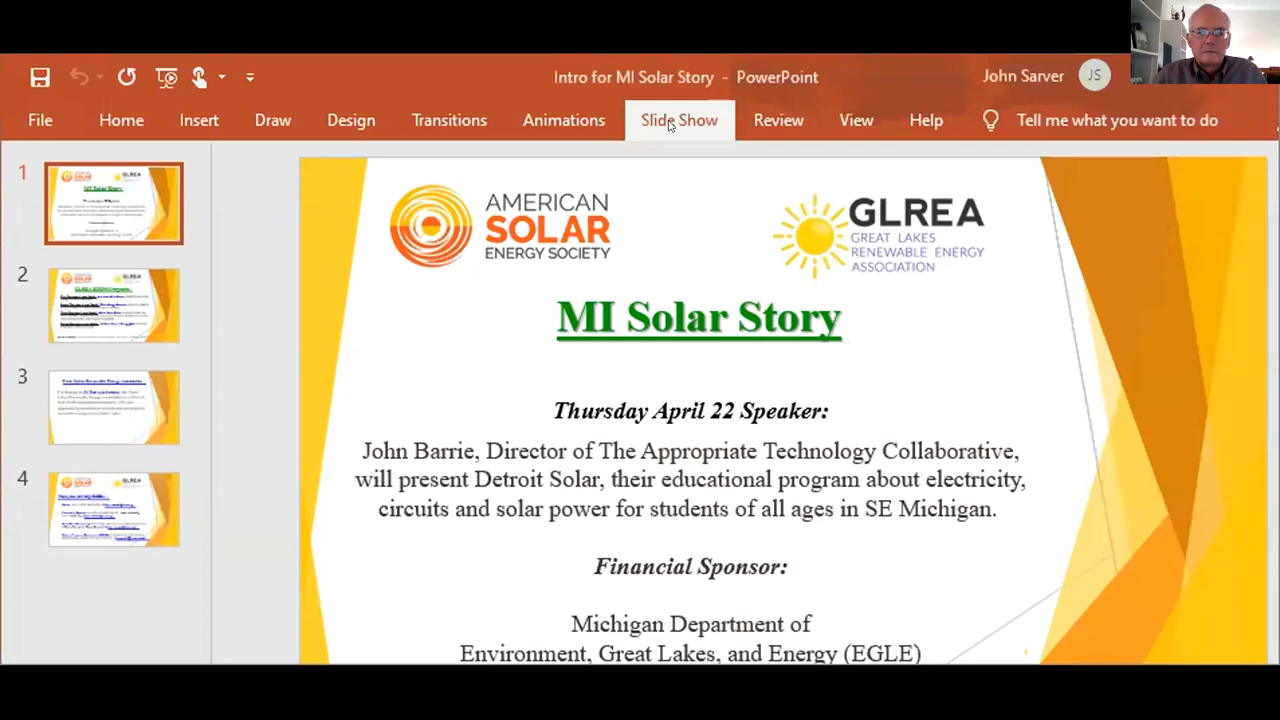 Intro for MI Solar Story - PowerPoint
John Sarver
JS
File Home Insert Draw Design Transitions Animations Slide Show Review View Help Tell me what you want to do
1
MI Solar Story
2
3
4
AMERICAN
SOLAR
ENERGY SOCIETY
GLREA
GREAT LAKES
RENEWABLE ENERGY
ASSOCIATION
MI Solar Story
Thursday April 22 Speaker:
John Barrie, Director of The Appropriate Technology Collaborative,
will present Detroit Solar, their educational program about electricity,
circuits and solar power for students of all ages in SE Michigan.
Financial Sponsor:
Michigan Department of
Environment, Great Lakes, and Energy (EGLE)